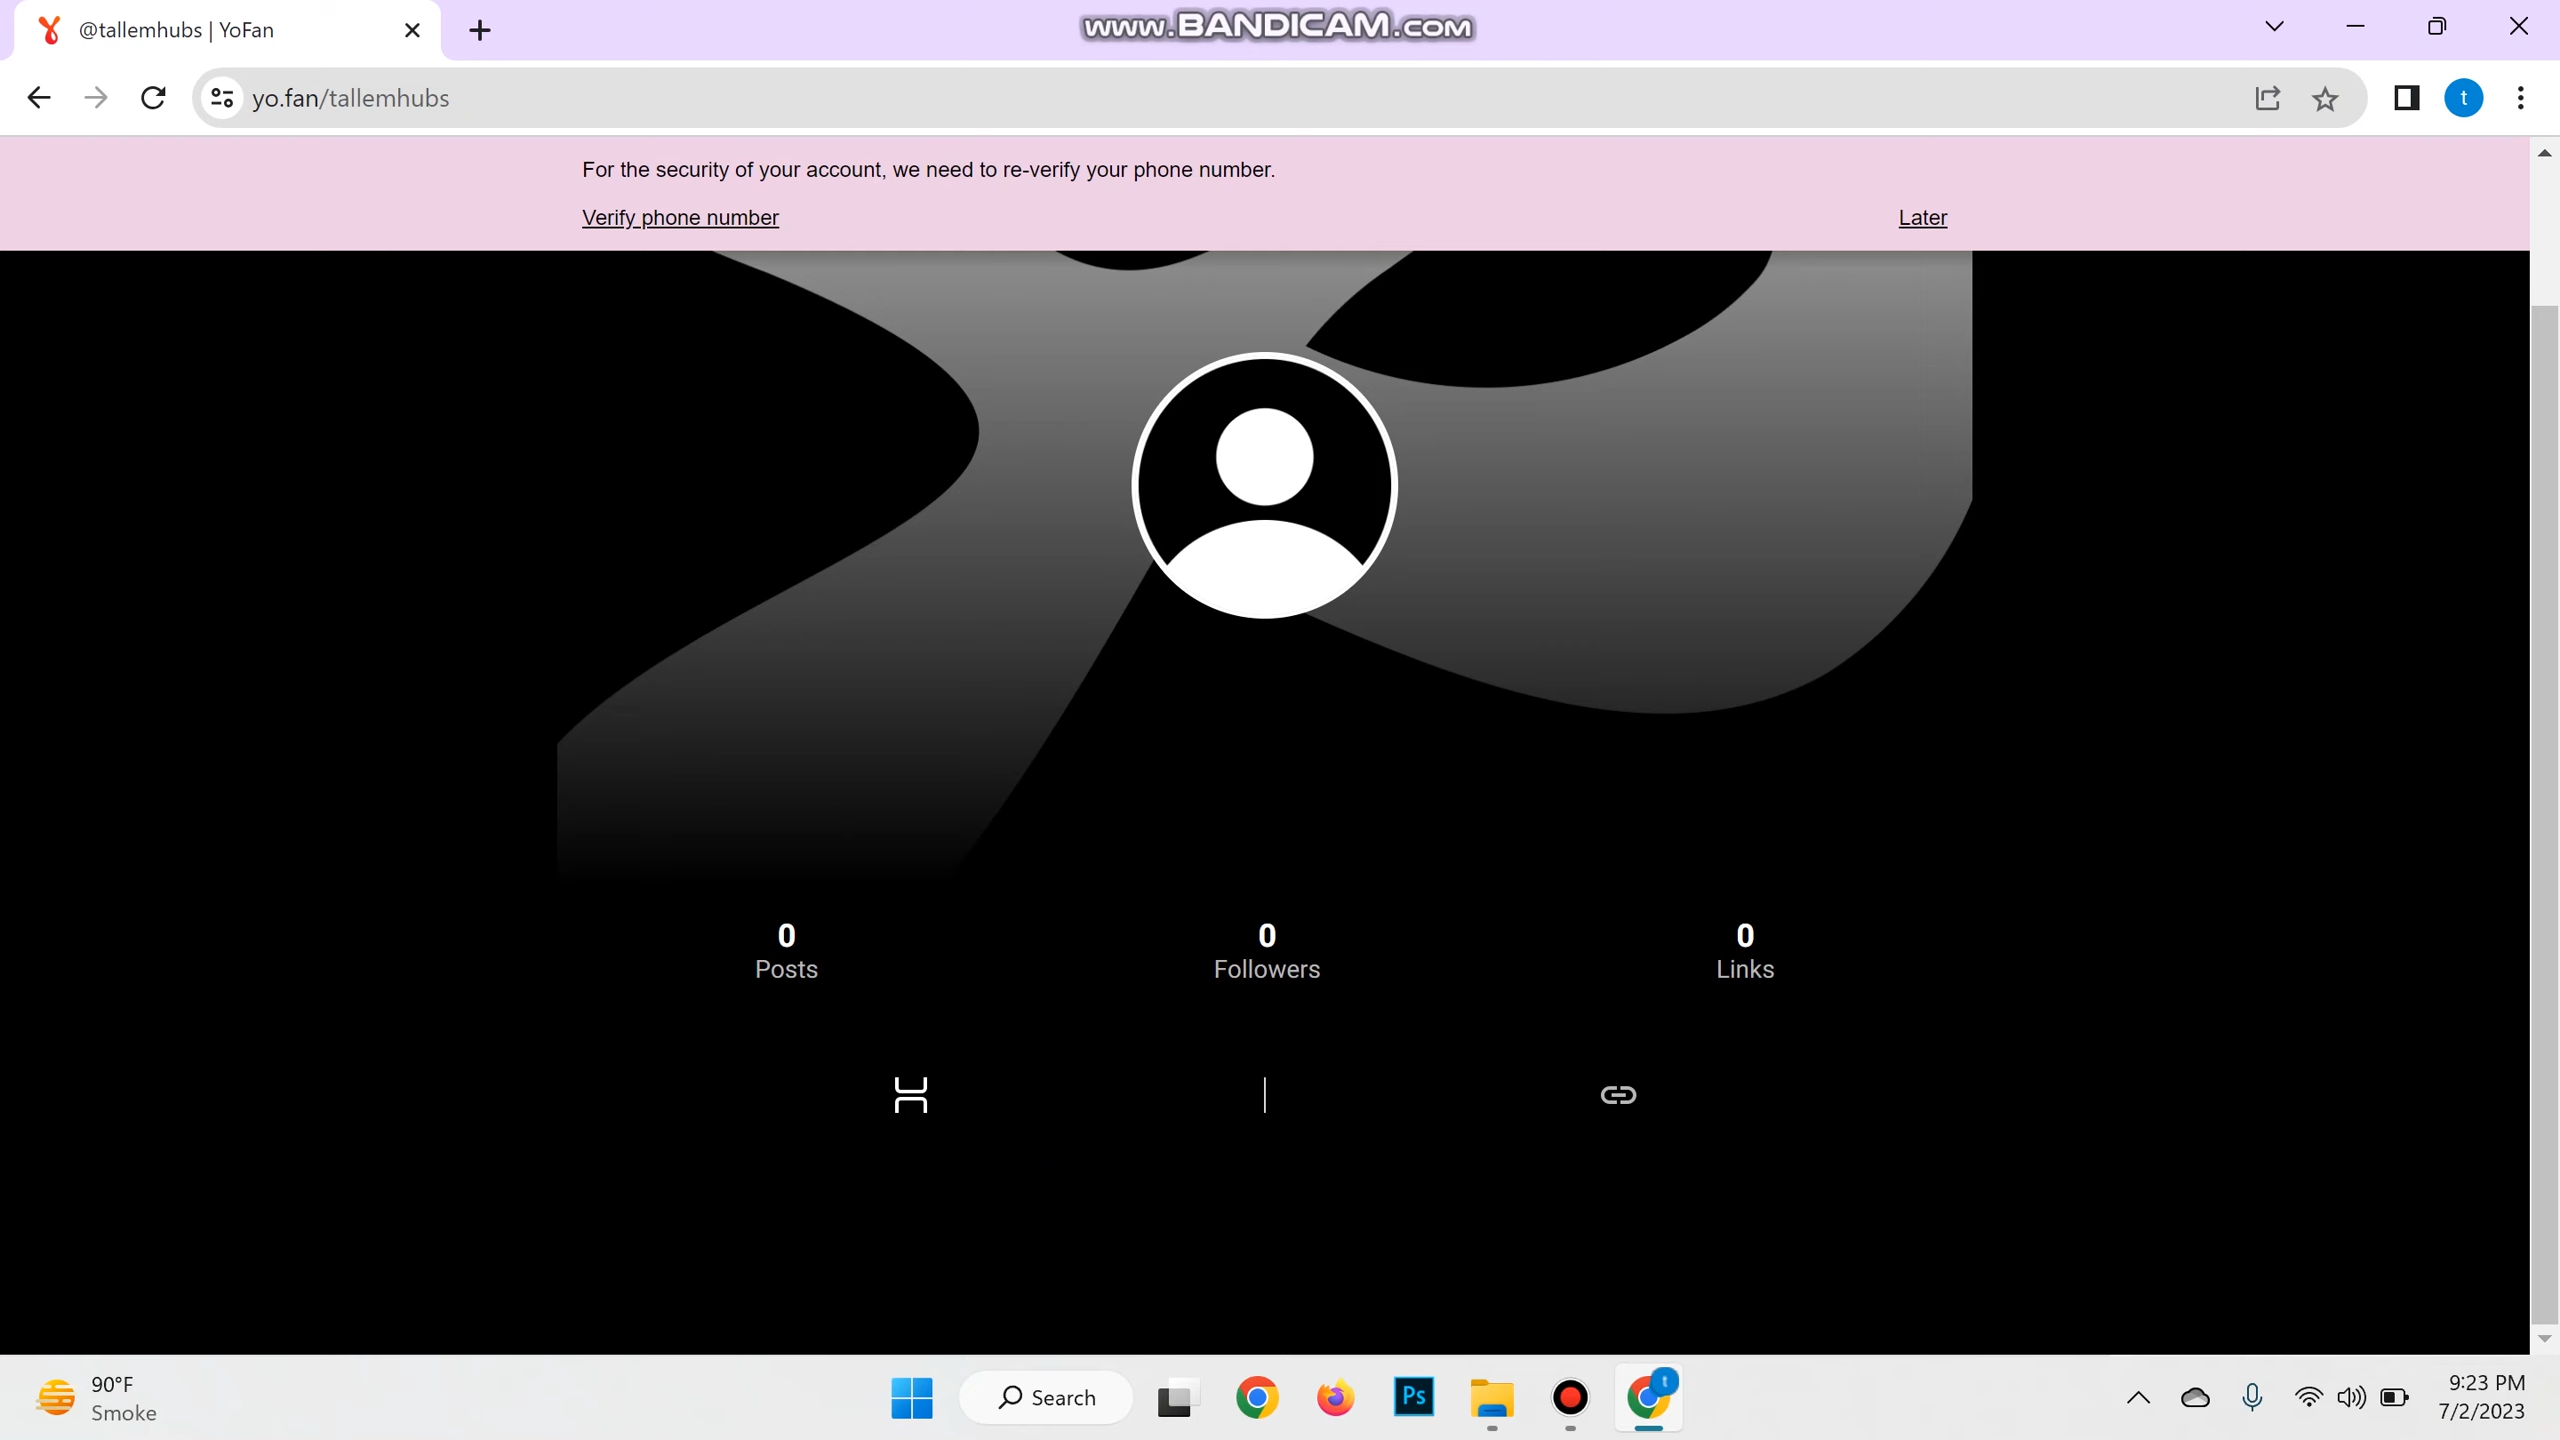 @tallemhubs | YoFan
www.BANDICAM.com
yo.fan/tallemhubs
t
For the security of your account, we need to re-verify your phone number.
Verify phone number
Later
0
Posts
0
Followers
0
Links
90°F
Smoke
Search
Ps
t
9:23 PM
7/2/2023